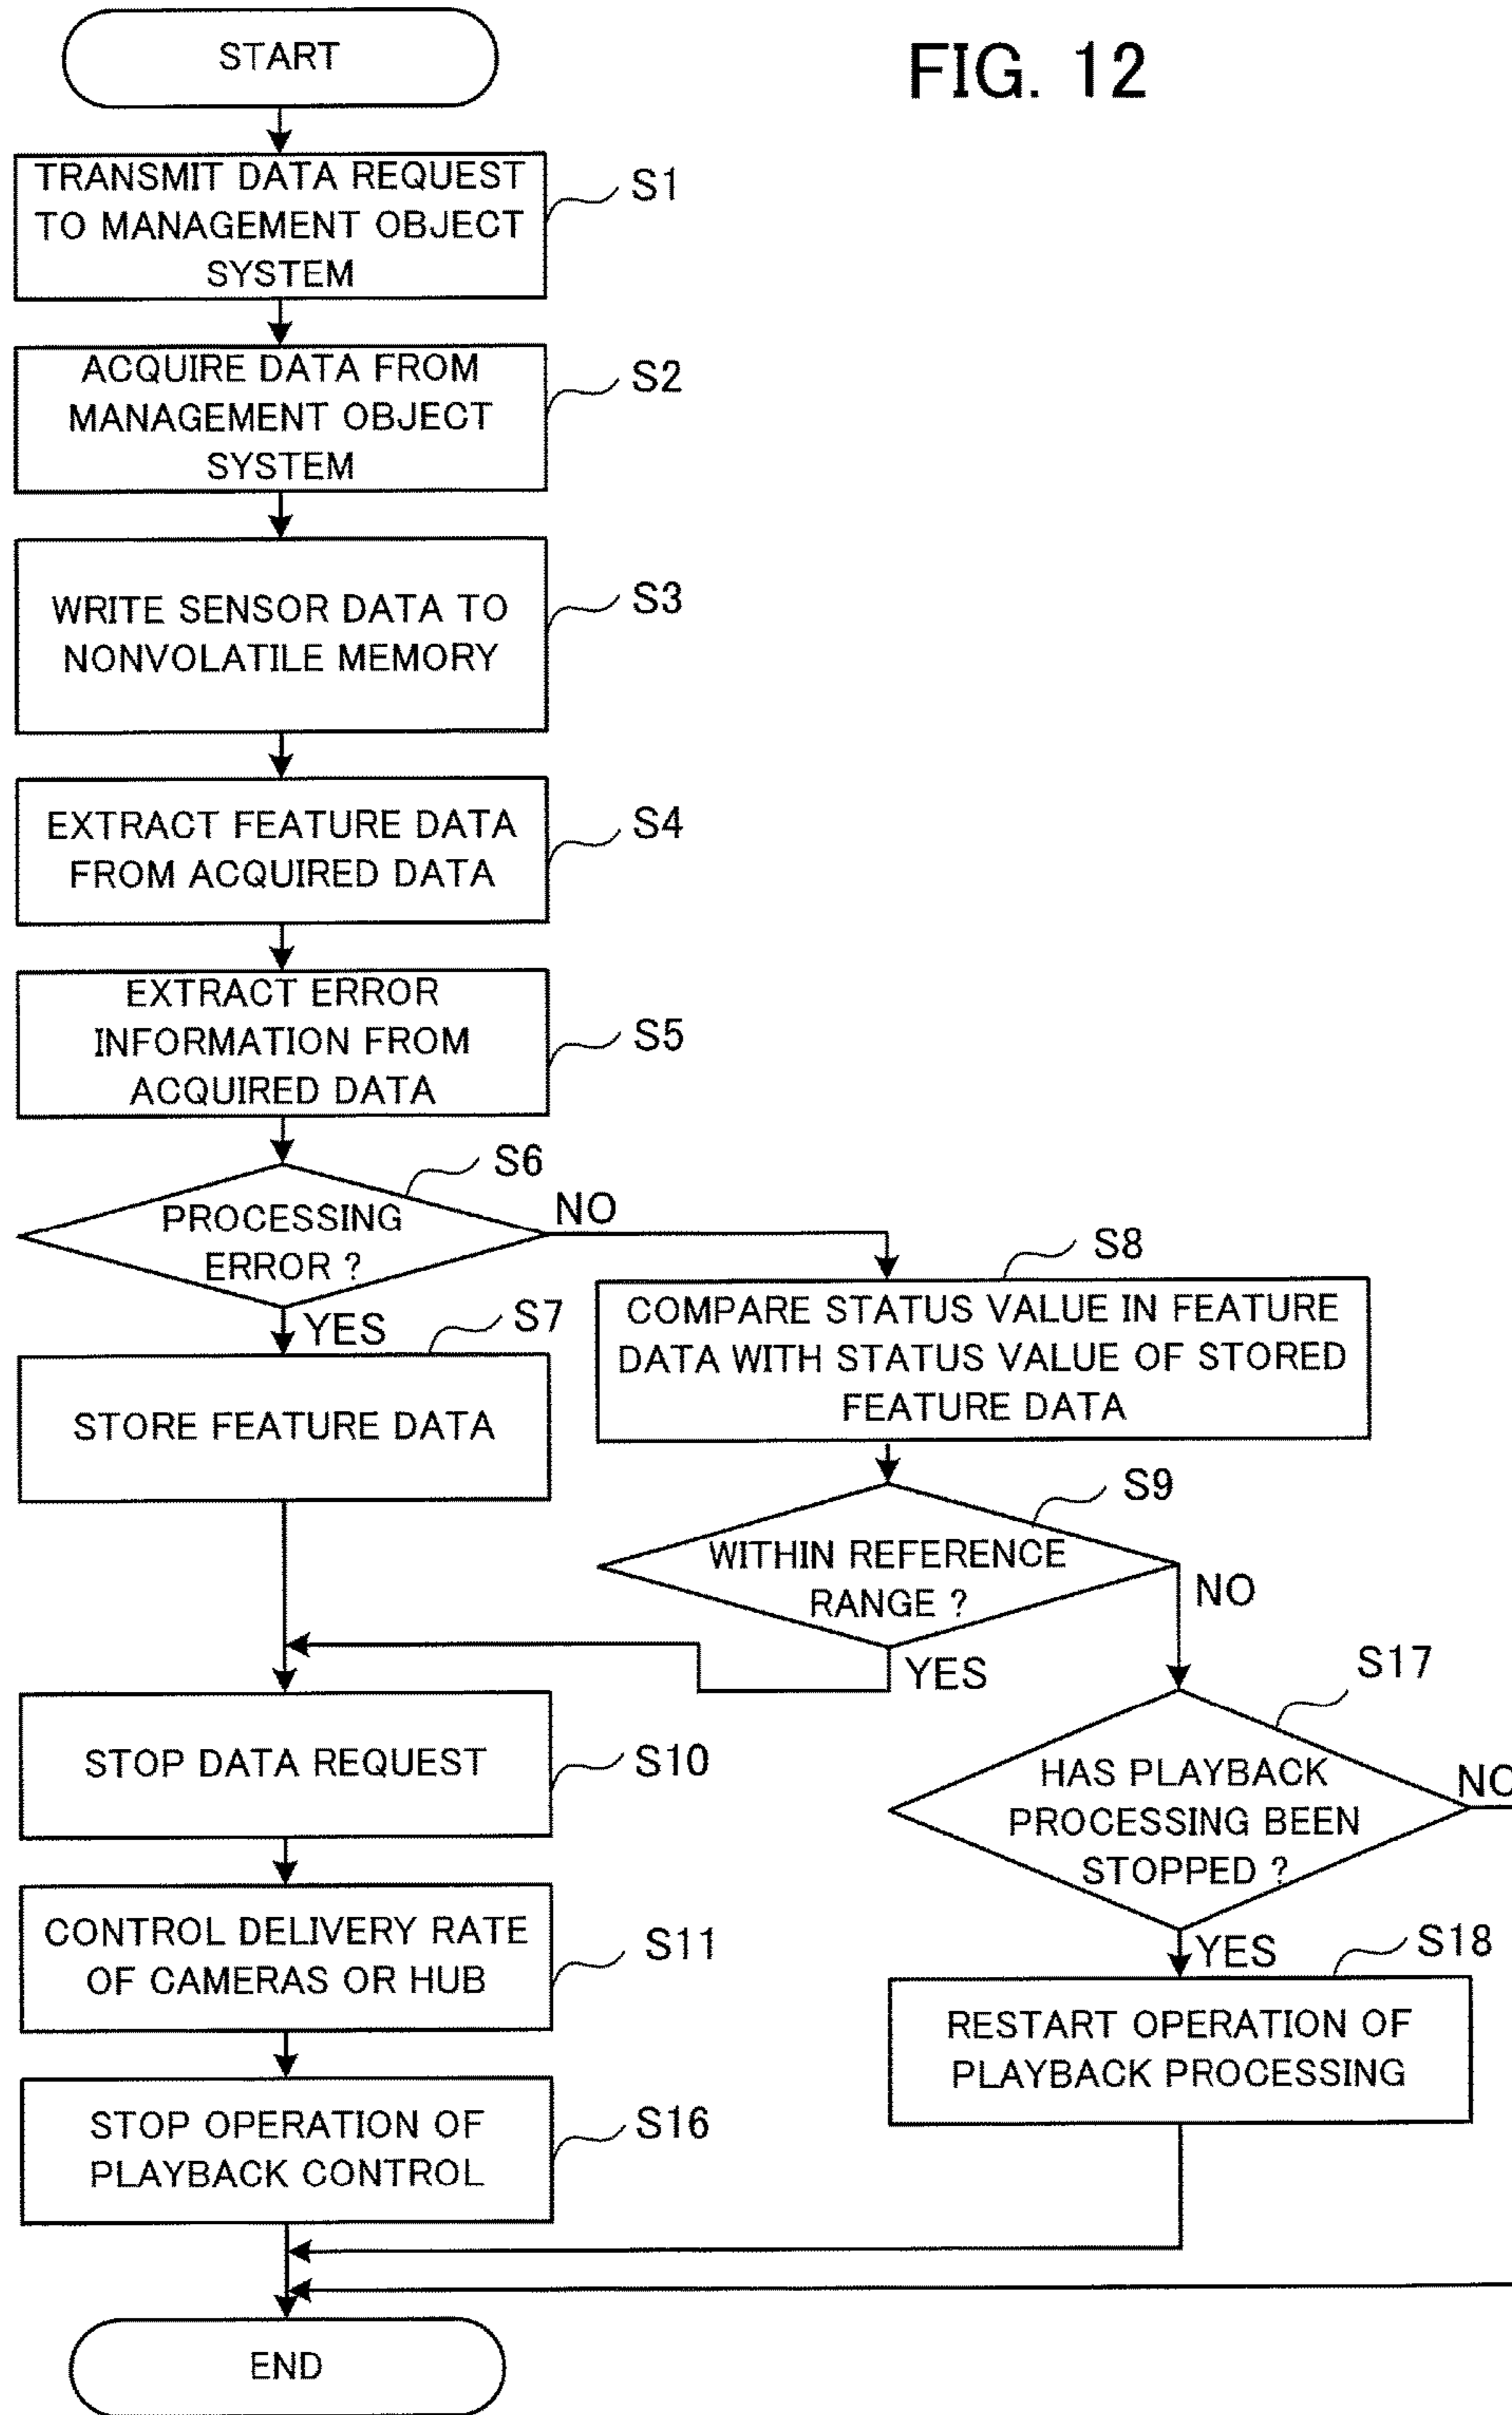 FIG. 12
START
TRANSMIT DATA REQUEST
TO MANAGEMENT OBJECT
SYSTEM
S1
ACQUIRE DATA FROM
MANAGEMENT OBJECT
SYSTEM
S2
WRITE SENSOR DATA TO
NONVOLATILE MEMORY
S3
EXTRACT FEATURE DATA
FROM ACQUIRED DATA
S4
EXTRACT ERROR
INFORMATION FROM
ACQUIRED DATA
S5
PROCESSING
ERROR ?
S6
NO
YES
STORE FEATURE DATA
S7
COMPARE STATUS VALUE IN FEATURE
DATA WITH STATUS VALUE OF STORED
FEATURE DATA
S8
WITHIN REFERENCE
RANGE ?
S9
NO
YES
STOP DATA REQUEST
S10
CONTROL DELIVERY RATE
OF CAMERAS OR HUB
S11
STOP OPERATION OF
PLAYBACK CONTROL
S16
HAS PLAYBACK
PROCESSING BEEN
STOPPED ?
S17
NO
YES
RESTART OPERATION OF
PLAYBACK PROCESSING
S18
END